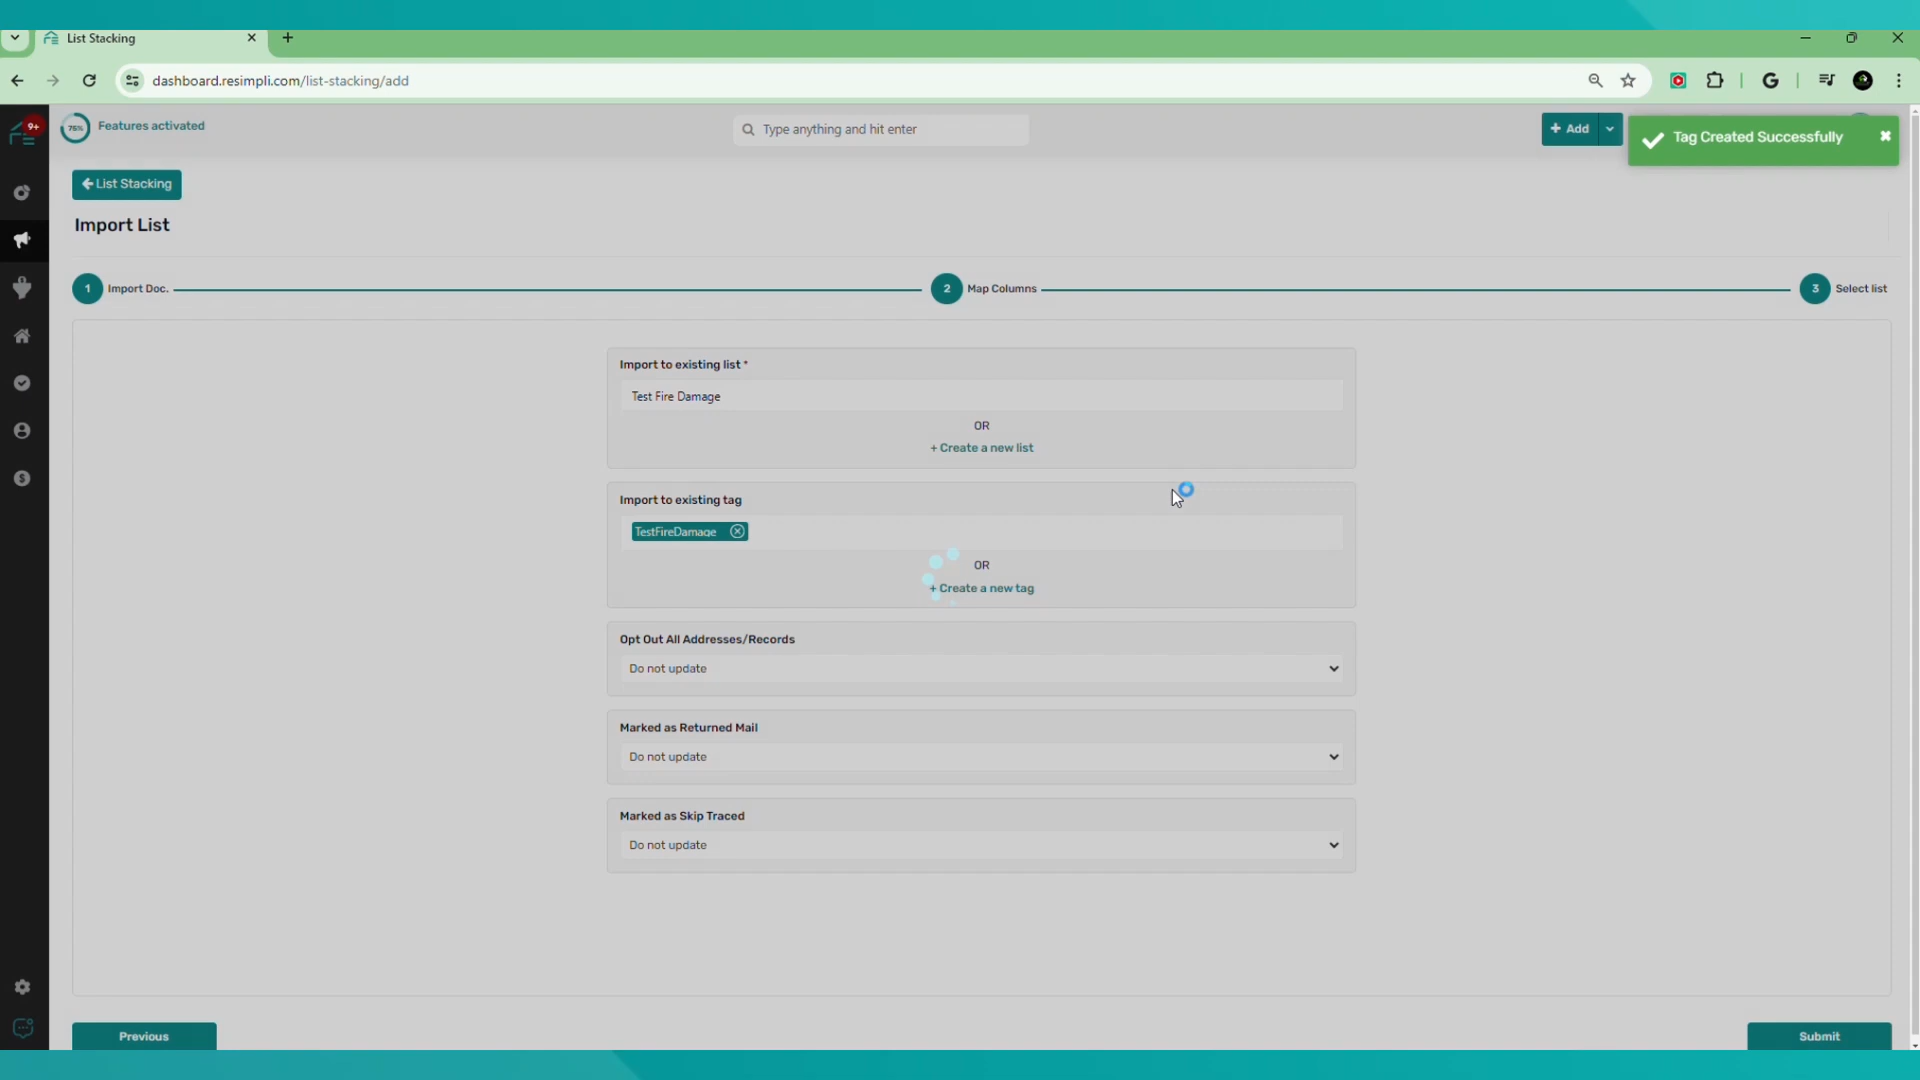 List Stacking
dashboard.resimpli.com/list-stacking/add
9+
75%
Features activated
Type anything and hit enter
+ Add
Tag Created Successfully
List Stacking
Import List
1 Import Doc.
2 Map Columns
3 Select list
Import to existing list *
Test Fire Damage
OR
+ Create a new list
Import to existing tag
TestFireDamage
OR
+ Create a new tag
Opt Out All Addresses/Records
Do not update
Marked as Returned Mail
Do not update
Marked as Skip Traced
Do not update
Previous
Submit